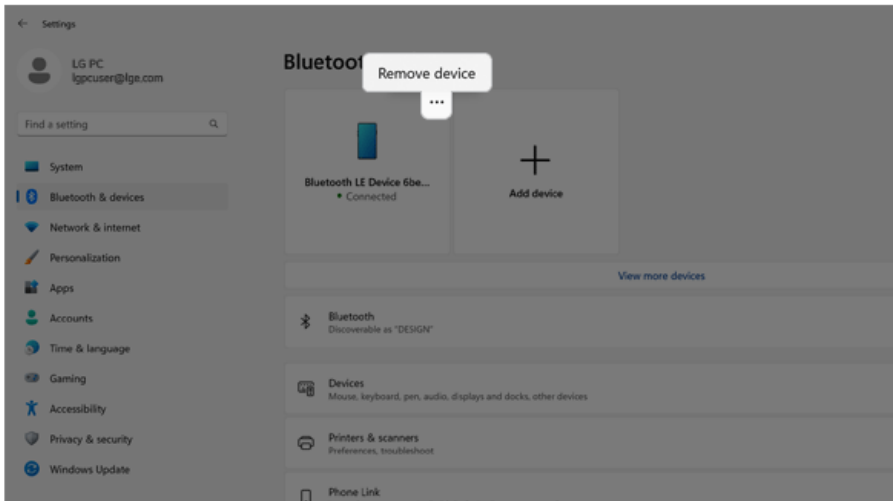 Settings
LG PC
lgpcuser@lge.com
Find a setting
System
Bluetooth & devices
Network & internet
Personalization
Apps
Accounts
Time & language
Gaming
Accessibility
Privacy & security
Windows Update
Bluetoo
Remove device
...
Bluetooth LE Device 6be...
Connected
Add device
View more devices
Bluetooth
Discoverable as "DESIGN"
Devices
Mouse, keyboard, pen, audio, displays and docks, other devices
Printers & scanners
Preferences, troubleshoot
Phone Link